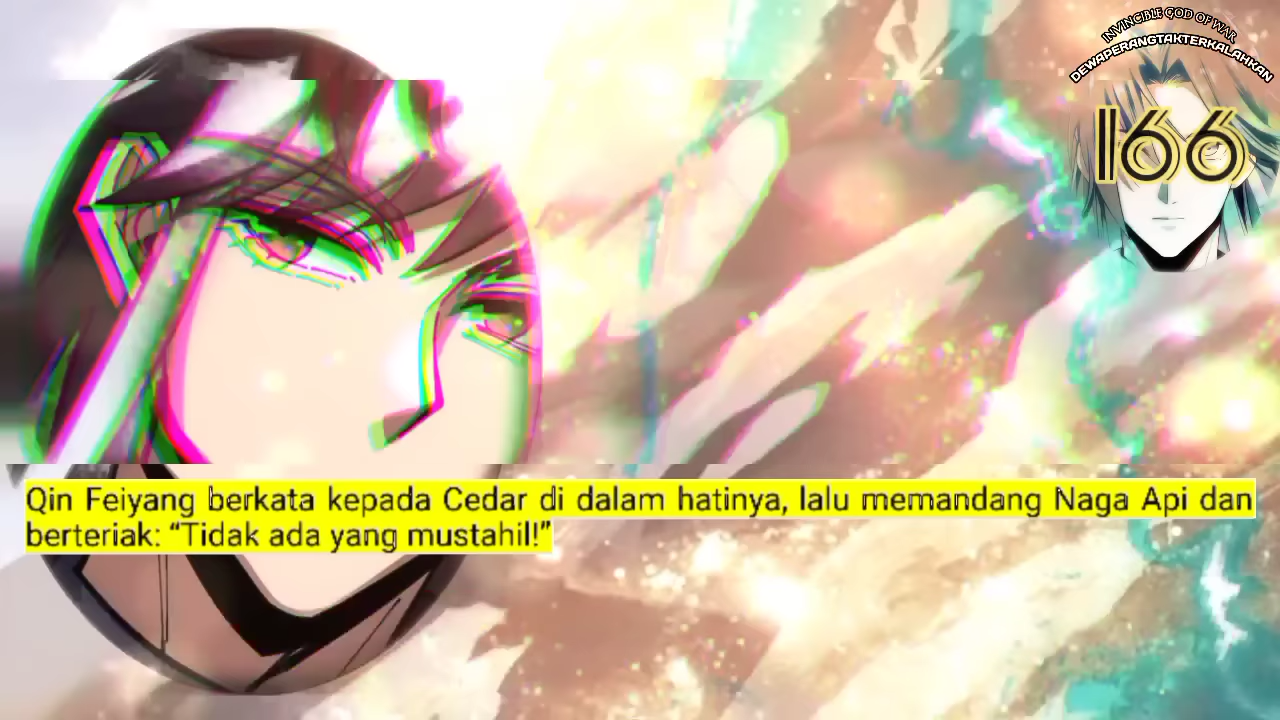 INVINCIBLE GOD OF WAR
DEWAPERANGTAKTERKALAHKAN
166
Qin Feiyang berkata kepada Cedar di dalam hatinya, lalu memandang Naga Api dan
berteriak: “Tidak ada yang mustahil!”